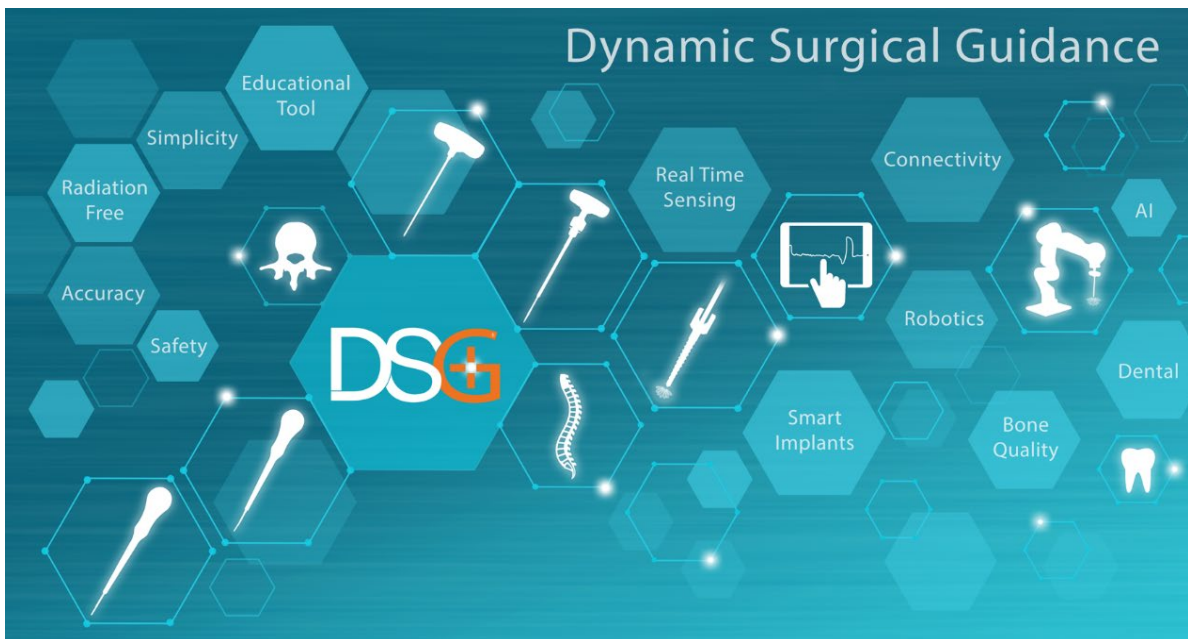 Dynamic Surgical Guidance
Educational
Tool
Simplicity
Radiation
Free
Accuracy
Safety
DSG
Real Time
Sensing
Connectivity
AI
Robotics
Dental
Smart
Implants
Bone
Quality